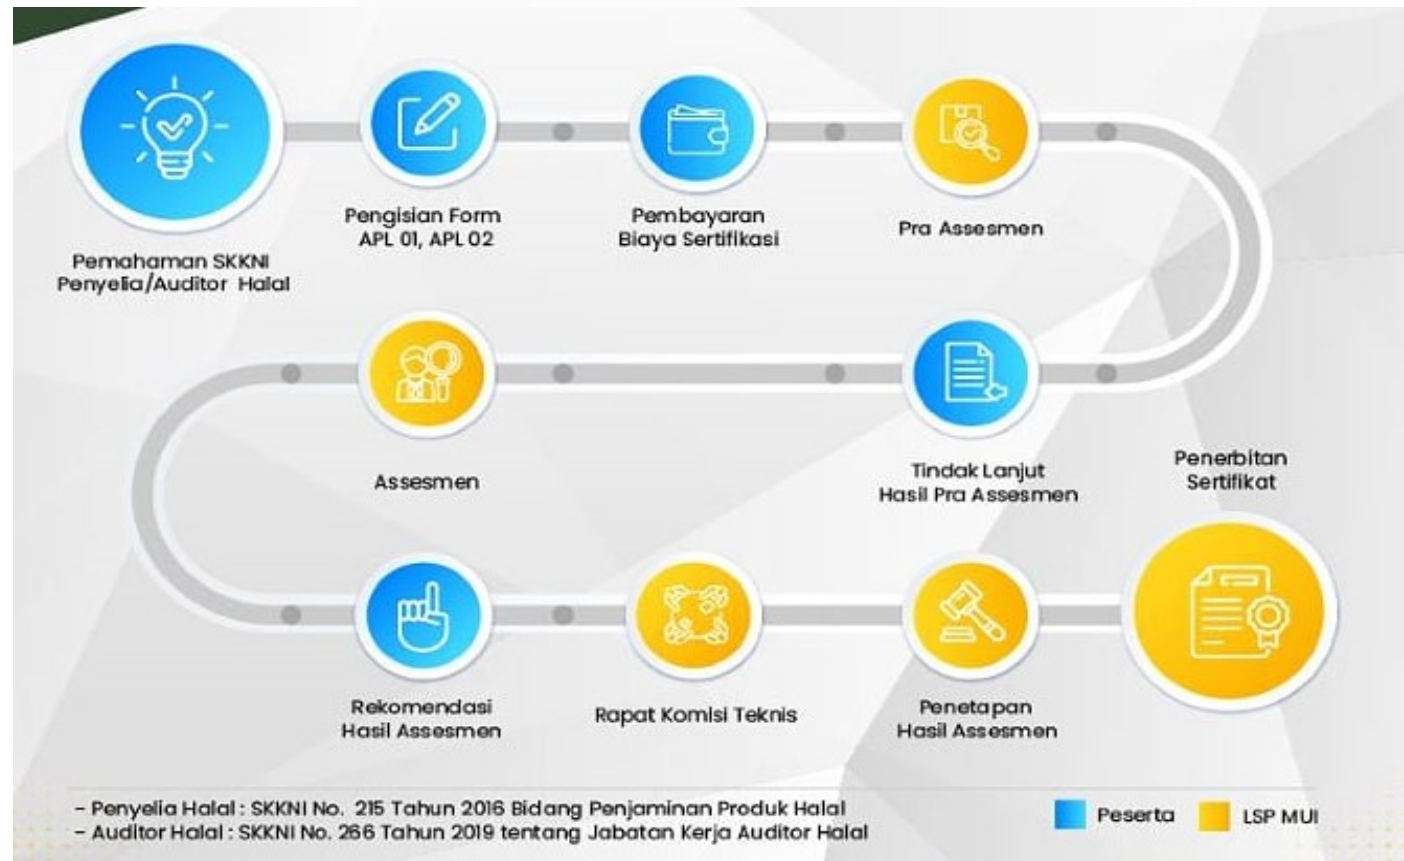 Pemahaman SKKNI
Penyelia/Auditor Halal
Pengisian Form
APL 01, APL 02
Pembayaran
Biaya Sertifikasi
Pra Assesmen
Tindak Lanjut
Hasil Pra Assesmen
Assesmen
Rekomendasi
Hasil Assesmen
Rapat Komisi Teknis
Penetapan
Hasil Assesmen
Penerbitan
Sertifikat
- Penyelia Halal : SKKNI No. 215 Tahun 2016 Bidang Penjaminan Produk Halal
- Auditor Halal : SKKNI No. 266 Tahun 2019 tentang Jabatan Kerja Auditor Halal
Peserta
LSP MUI